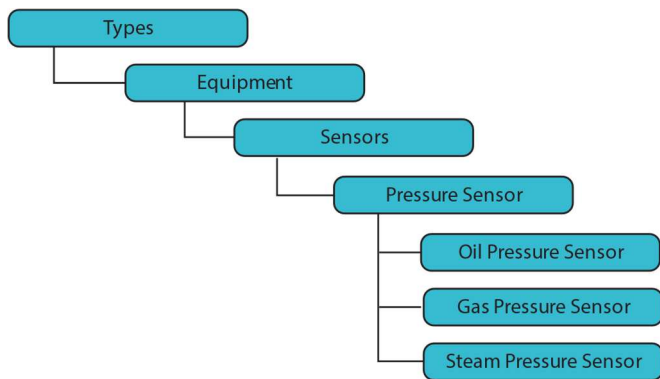 Types
Equipment
Sensors
Pressure Sensor
Oil Pressure Sensor
Gas Pressure Sensor
Steam Pressure Sensor